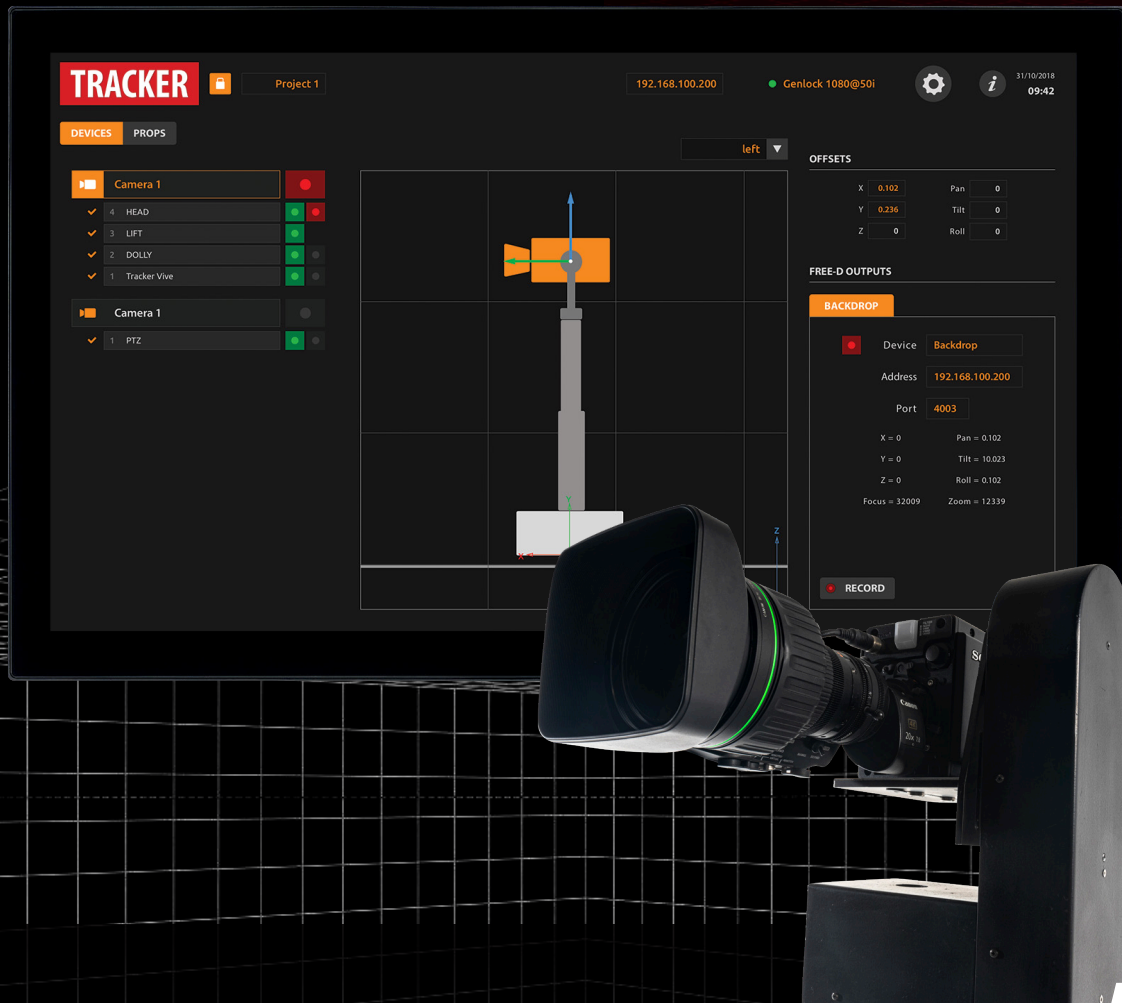 TRACKER
Project 1
192.168.100.200
Genlock 1080@50i
i
31/10/2018
09:42
DEVICES
PROPS
left
Camera 1
4 HEAD
3 LIFT
2 DOLLY
1 Tracker Vive
Camera 1
1 PTZ
Y
X
Z
OFFSETS
X 0.102 Pan 0
Y 0.236 Tilt 0
Z 0 Roll 0
FREE-D OUTPUTS
BACKDROP
Device Backdrop
Address 192.168.100.200
Port 4003
X = 0 Pan = 0.102
Y = 0 Tilt = 10.023
Z = 0 Roll = 0.102
Focus = 32009 Zoom = 12339
RECORD
Canon
20x